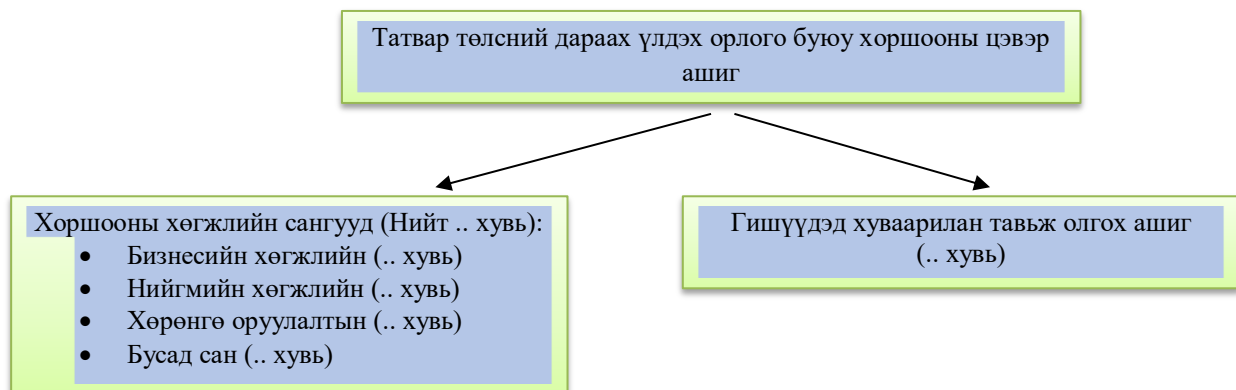 Татвар төлсний дараах үлдэх орлого буюу хоршооны цэвэр
ашиг
Хоршооны хөгжлийн сангууд (Нийт .. хувь):
• Бизнесийн хөгжлийн (.. хувь)
• Нийгмийн хөгжлийн (.. хувь)
• Хөрөнгө оруулалтын (.. хувь)
• Бусад сан (.. хувь)
Гишүүдэд хуваарилан тавьж олгох ашиг
(.. хувь)